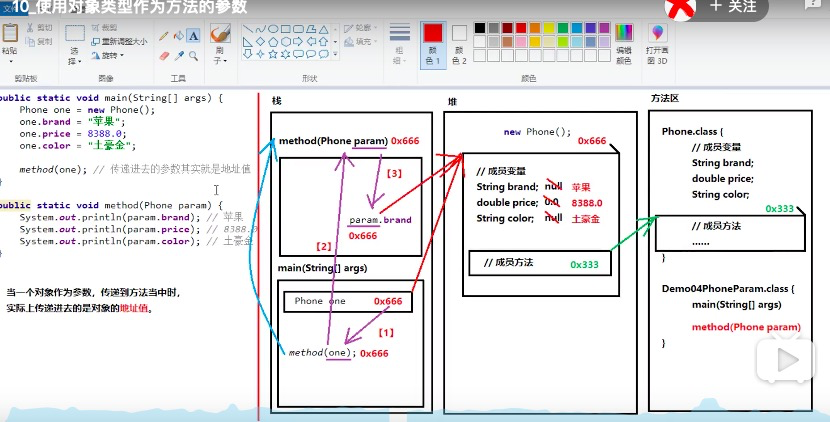 10_使用对象类型作为方法的参数
+ 关注
文件
粘贴
剪切
复制
剪贴板
选择
裁剪
重新调整大小
旋转
图像
A
工具
刷子
轮廓
填充
形状
粗细
颜色 1
颜色 2
颜色
编辑颜色
打开画图 3D
public static void main(String[] args) {
Phone one = new Phone();
one.brand = "苹果";
one.price = 8388.0;
one.color = "土豪金";
method(one); // 传递进去的参数其实就是地址值
}
public static void method(Phone param) {
System.out.println(param.brand); // 苹果
System.out.println(param.price); // 8388.0
System.out.println(param.color); // 土豪金
}
当一个对象作为参数，传递到方法当中时，
实际上传递进去的是对象的地址值。
栈
method(Phone param) 0x666
【3】
param.brand
0x666
【2】
main(String[] args)
Phone one 0x666
【1】
method(one); 0x666
堆
new Phone();
0x666
// 成员变量
String brand; null 苹果
double price; 0.0 8388.0
String color; null 土豪金
// 成员方法 0x333
方法区
Phone.class {
// 成员变量
String brand;
double price;
String color;
0x333
// 成员方法
......
}
Demo04PhoneParam.class {
main(String[] args)
method(Phone param)
}